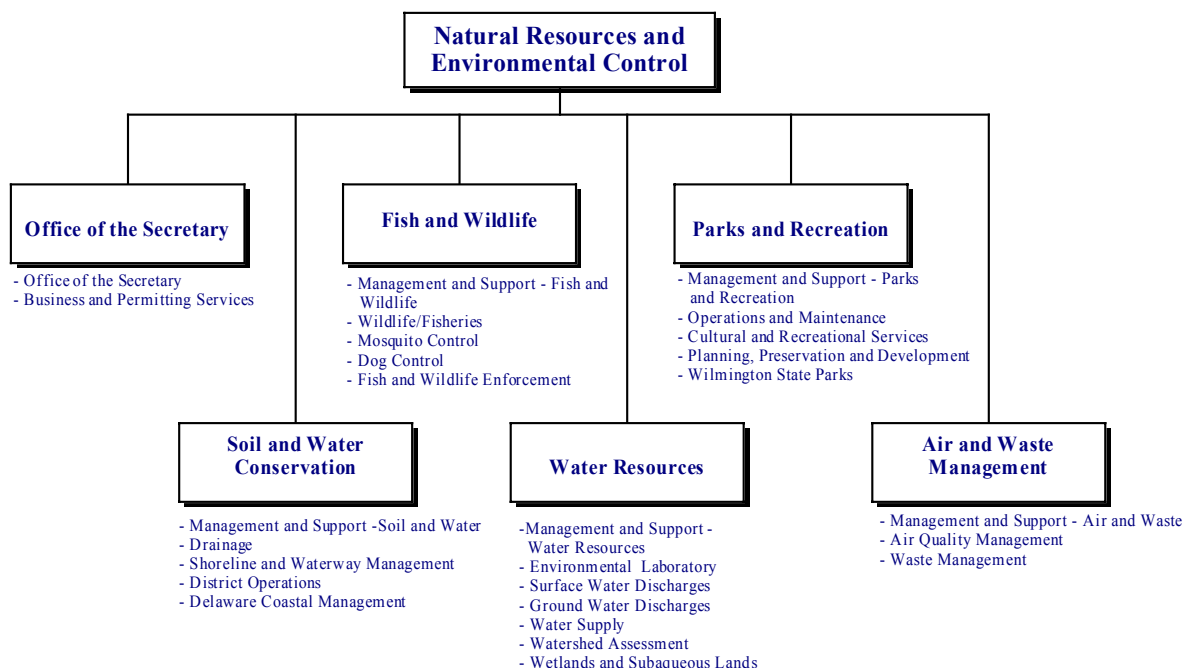 Natural Resources and
Environmental Control
Office of the Secretary
- Office of the Secretary
- Business and Permitting Services
Fish and Wildlife
- Management and Support - Fish and
Wildlife
- Wildlife/Fisheries
- Mosquito Control
- Dog Control
- Fish and Wildlife Enforcement
Parks and Recreation
- Management and Support - Parks
and Recreation
- Operations and Maintenance
- Cultural and Recreational Services
- Planning, Preservation and Development
- Wilmington State Parks
Soil and Water
Conservation
- Management and Support -Soil and Water
- Drainage
- Shoreline and Waterway Management
- District Operations
- Delaware Coastal Management
Water Resources
-Management and Support -
Water Resources
- Environmental Laboratory
- Surface Water Discharges
- Ground Water Discharges
- Water Supply
- Watershed Assessment
- Wetlands and Subaqueous Lands
Air and Waste
Management
- Management and Support - Air and Waste
- Air Quality Management
- Waste Management